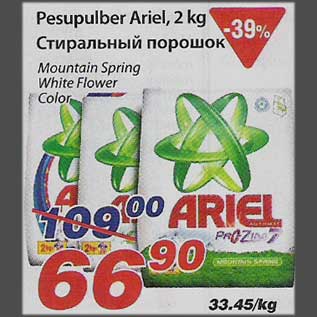 Pesupulber Ariel, 2 kg
-39%
Стиральный порошок
Mountain Spring
White Flower
Color
109.00
ARIEL
AUTOMAT
PRO-Zim 7
MOUNTAIN SPRING
66.90
33.45/kg